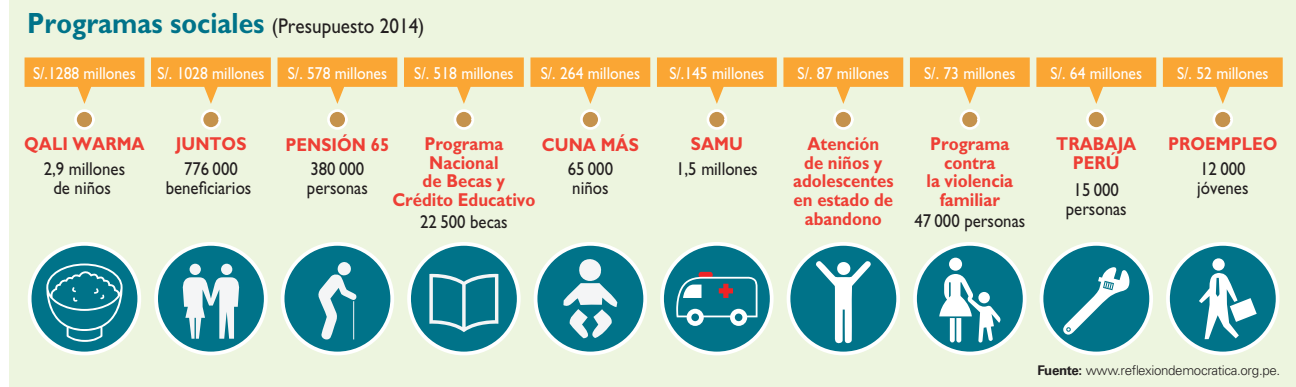 Programas sociales (Presupuesto 2014)
S/.1288 millones
QALI WARMA
2,9 millones
de niños
S/. 1028 millones
JUNTOS
776 000
beneficiarios
S/. 578 millones
PENSIÓN 65
380 000
personas
S/. 518 millones
Programa
Nacional
de Becas y
Crédito Educativo
22 500 becas
S/. 264 millones
CUNA MÁS
65 000
niños
S/.145 millones
SAMU
1,5 millones
S/. 87 millones
Atención
de niños y
adolescentes
en estado de
abandono
S/. 73 millones
Programa
contra
la violencia
familiar
47 000 personas
S/. 64 millones
TRABAJA
PERÚ
15 000
personas
S/. 52 millones
PROEMPLEO
12 000
jóvenes
Fuente: www.reflexiondemocratica.org.pe.